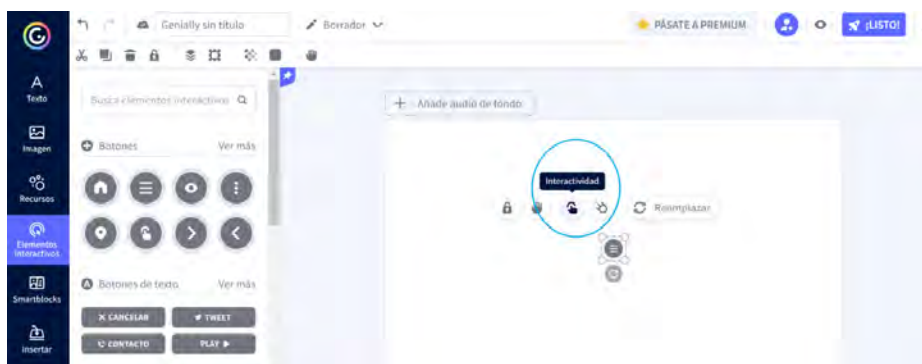 Genially sin título
Borrador
PÁSATE A PREMIUM
¡LISTO!
Texto
Imagen
Recursos
Elementos
interactivos
Smartblocks
Insertar
Busca elementos interactivos
Botones
Ver más
Botones de texto
Ver más
CANCELAR
TWEET
CONTACTO
PLAY
Añade audio de fondo
Interactividad
Reemplazar